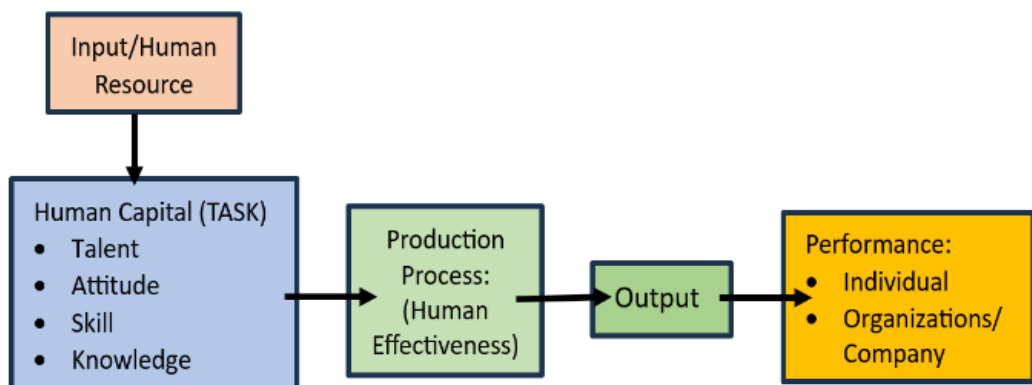 Input/Human
Resource
Human Capital (TASK)
• Talent
• Attitude
• Skill
• Knowledge
Production
Process:
(Human
Effectiveness)
Output
Performance:
• Individual
• Organizations/
Company